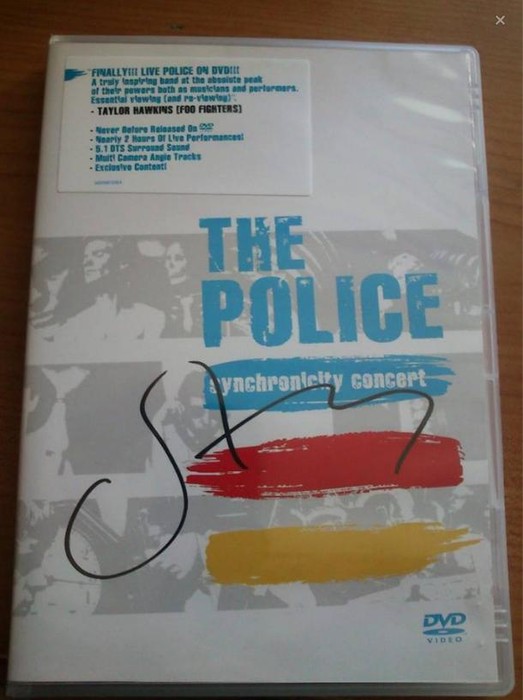 "FINALLY!!! LIVE POLICE ON DVD!!!
A truly inspiring band at the absolute peak
of their powers both as musicians and performers.
Essential viewing (and re-viewing)".
- TAYLOR HAWKINS (FOO FIGHTERS)
- Never Before Released On DVD
- Nearly 2 Hours Of Live Performances!
- 5.1 DTS Surround Sound
- Multi Camera Angle Tracks
- Exclusive Content!
THE
POLICE
synchronicity concert
DVD
VIDEO